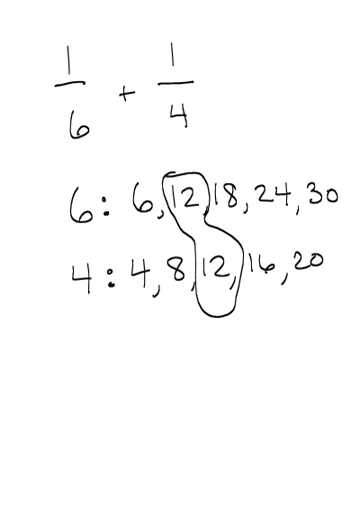 1/6 + 1/4
6: 6, 12, 18, 24, 30
4: 4, 8, 12, 16, 20